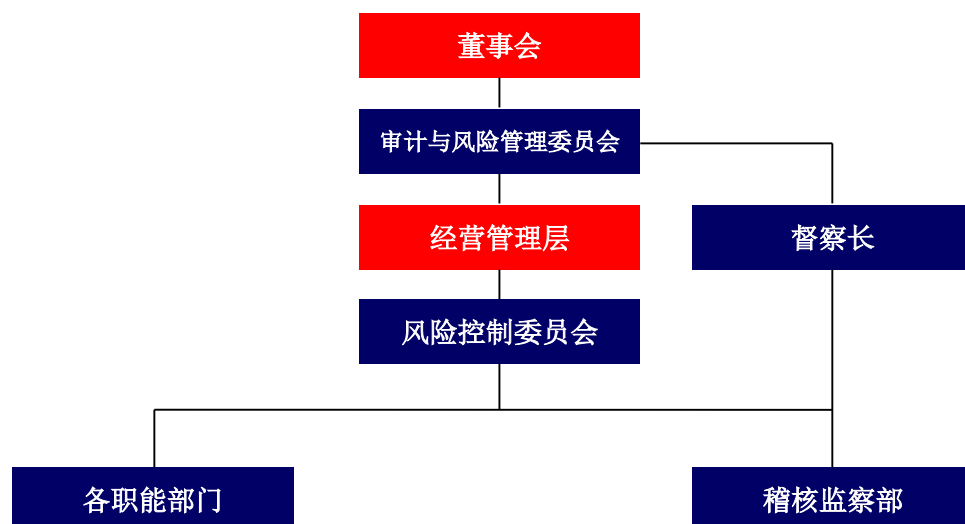 董事会
审计与风险管理委员会
经营管理层
督察长
风险控制委员会
各职能部门
稽核监察部